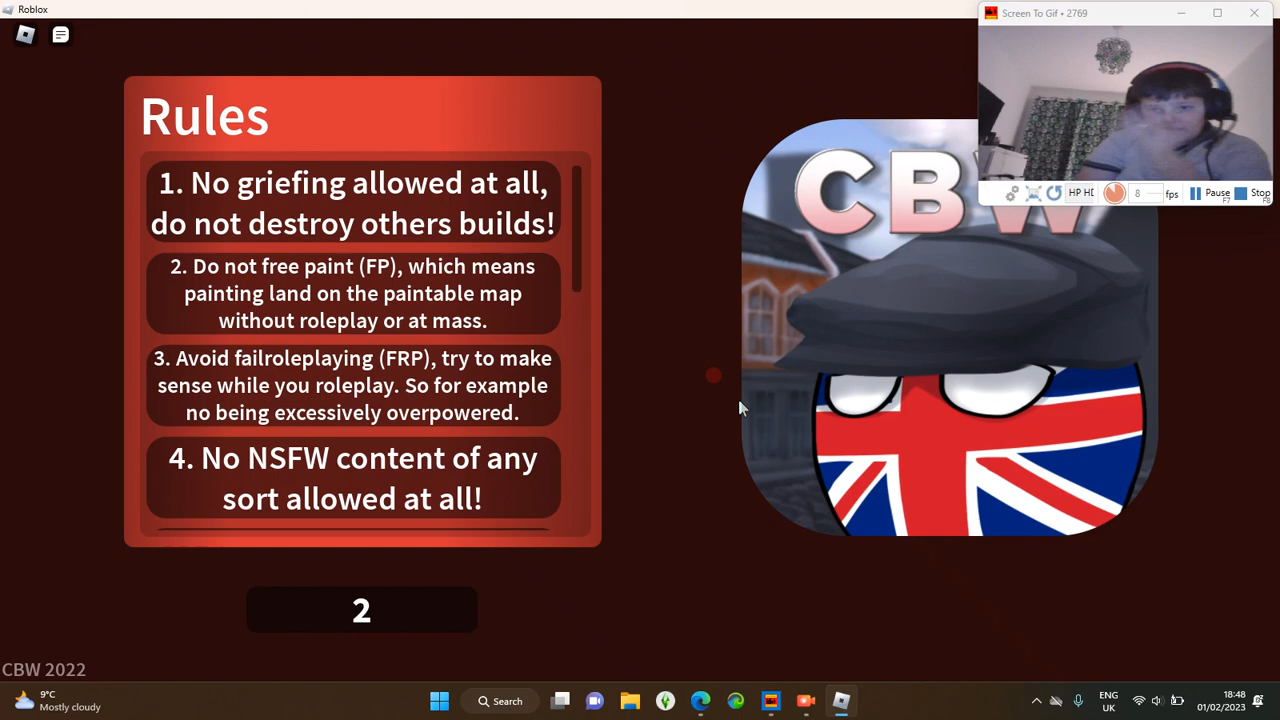 Roblox
Screen To Gif • 2769
HP HD
8
fps
Pause
F7
Stop
F8
Rules
1. No griefing allowed at all,
do not destroy others builds!
2. Do not free paint (FP), which means
painting land on the paintable map
without roleplay or at mass.
3. Avoid failroleplaying (FRP), try to make
sense while you roleplay. So for example
no being excessively overpowered.
4. No NSFW content of any
sort allowed at all!
CBW
2
CBW 2022
9°C
Mostly cloudy
Search
ENG
UK
18:48
01/02/2023